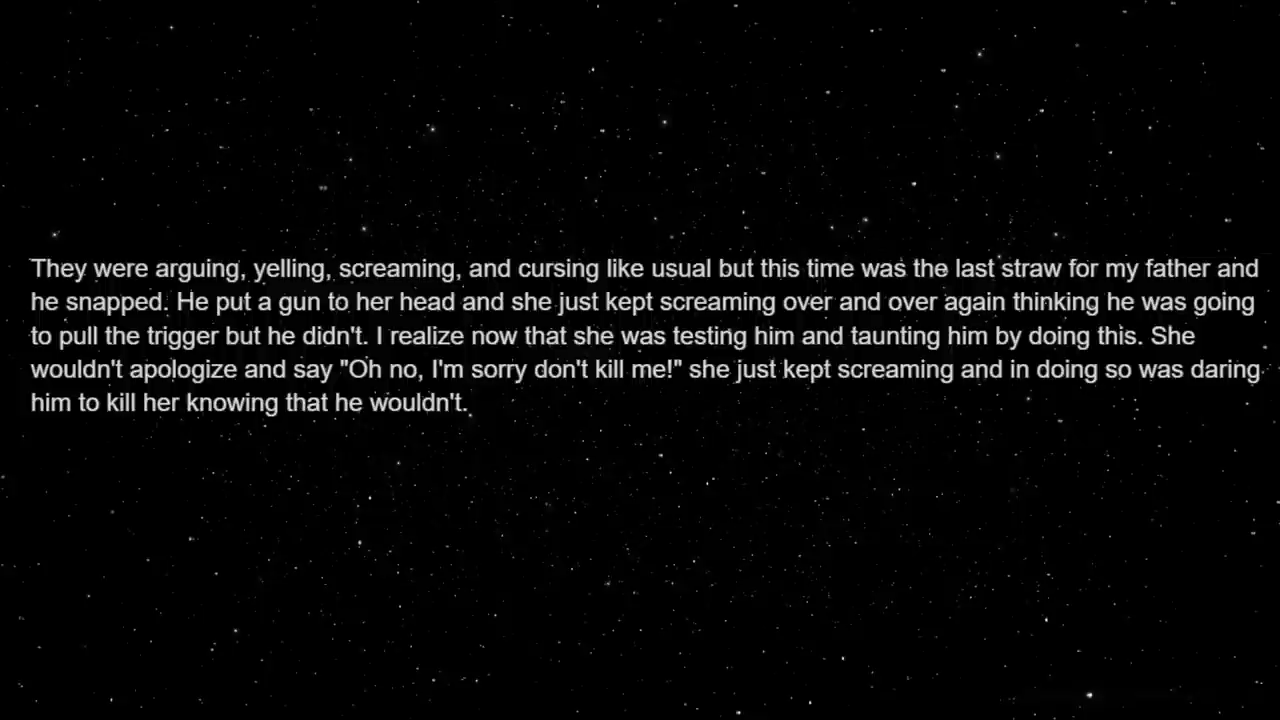 They were arguing, yelling, screaming, and cursing like usual but this time was the last straw for my father and
he snapped. He put a gun to her head and she just kept screaming over and over again thinking he was going
to pull the trigger but he didn't. I realize now that she was testing him and taunting him by doing this. She
wouldn't apologize and say "Oh no, I'm sorry don't kill me!" she just kept screaming and in doing so was daring
him to kill her knowing that he wouldn't.